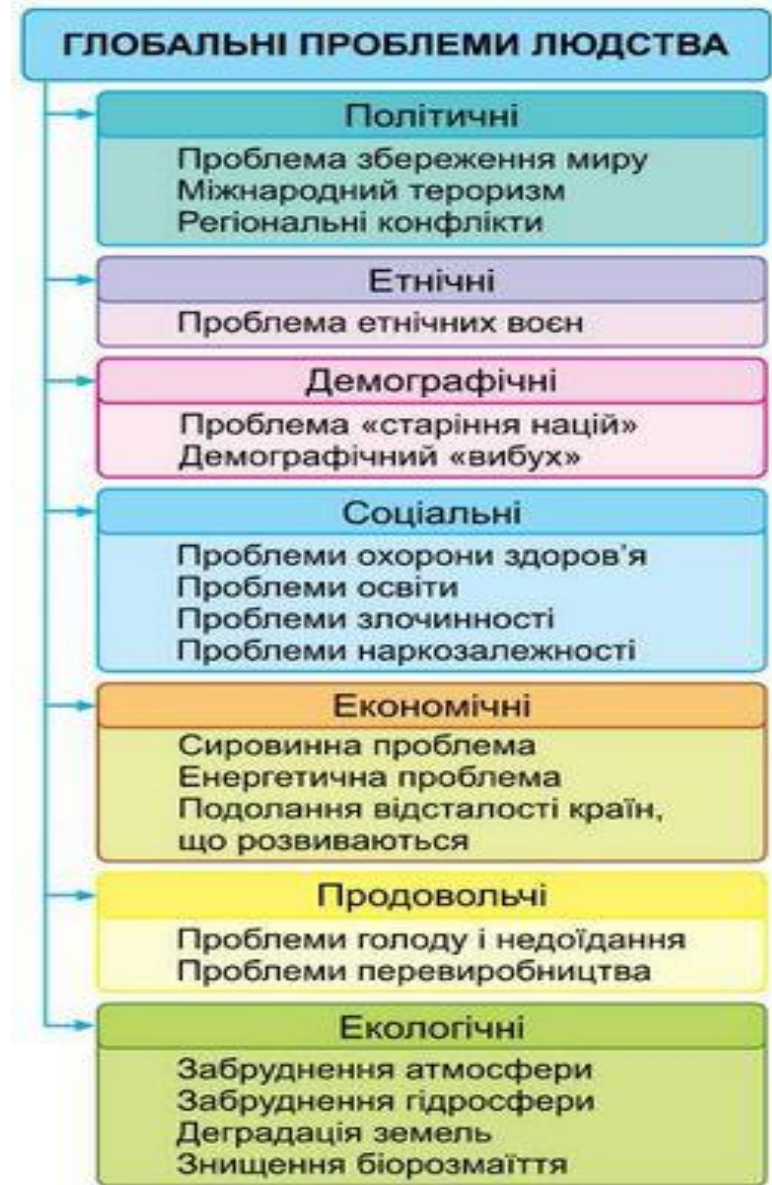 ГЛОБАЛЬНІ ПРОБЛЕМИ ЛЮДСТВА
Політичні
Проблема збереження миру
Міжнародний тероризм
Регіональні конфлікти
Етнічні
Проблема етнічних воєн
Демографічні
Проблема «старіння націй»
Демографічний «вибух»
Соціальні
Проблеми охорони здоров’я
Проблеми освіти
Проблеми злочинності
Проблеми наркозалежності
Економічні
Сировинна проблема
Енергетична проблема
Подолання відсталості країн,
що розвиваються
Продовольчі
Проблеми голоду і недоїдання
Проблеми перевиробництва
Екологічні
Забруднення атмосфери
Забруднення гідросфери
Деградація земель
Знищення біорозмаїття